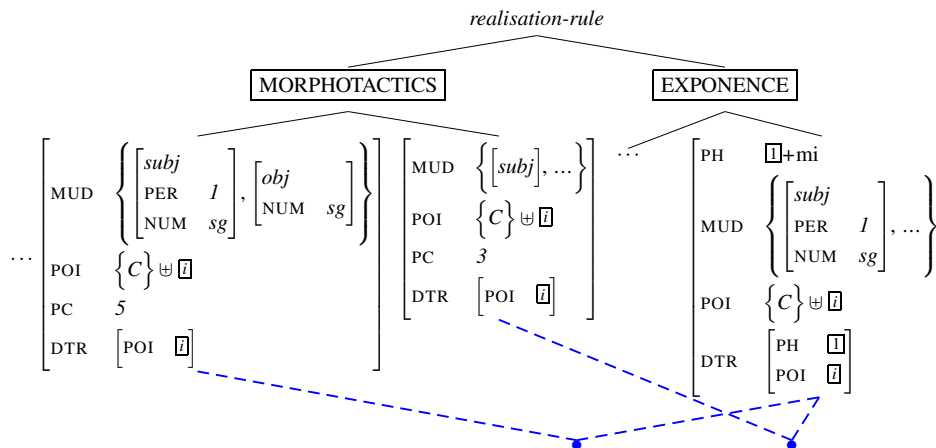 realisation-rule
MORPHOTACTICS
EXPONENCE
... [ MUD { [ subj PER 1 NUM sg ], [ obj NUM sg ] }
POI {C} ⊎ i
PC 5
DTR [ POI i ] ]
[ MUD { [ subj ], ... }
POI {C} ⊎ i
PC 3
DTR [ POI i ] ]
...
[ PH 1+mi
MUD { [ subj PER 1 NUM sg ], ... }
POI {C} ⊎ i
DTR [ PH 1 POI i ] ]